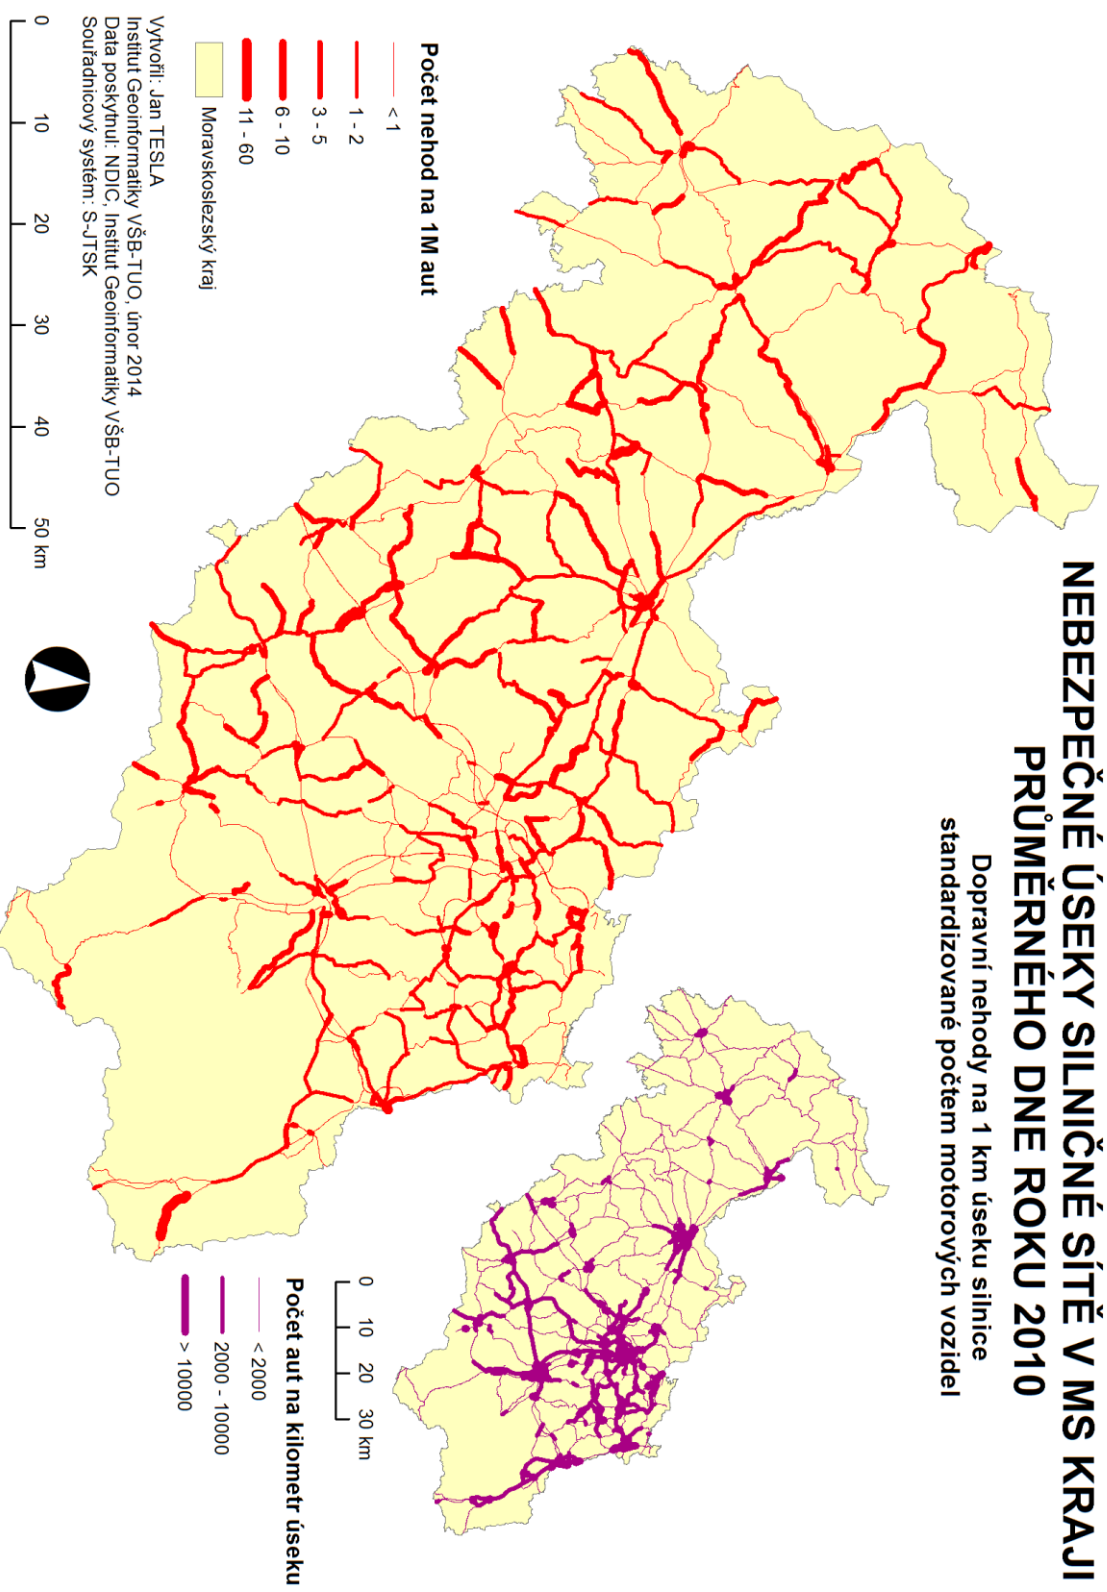 NEBEZPEČNÉ ÚSEKY SILNIČNÉ SÍTĚ V MS KRAJI
PRŮMĚRNÉHO DNE ROKU 2010
Dopravní nehody na 1 km úseku silnice
standardizované počtem motorových vozidel
Počet nehod na 1M aut
< 1
1 - 2
3 - 5
6 - 10
11 - 60
Moravskoslezský kraj
Vytvořil: Jan TESLA
Institut Geoinformatiky VŠB-TUO, únor 2014
Data poskytnul: NDIC, Institut Geoinformatiky VŠB-TUO
Souřadnicový systém: S-JTSK
0 10 20 30 40 50 km
0 10 20 30 km
Počet aut na kilometr úseku
< 2000
2000 - 10000
> 10000